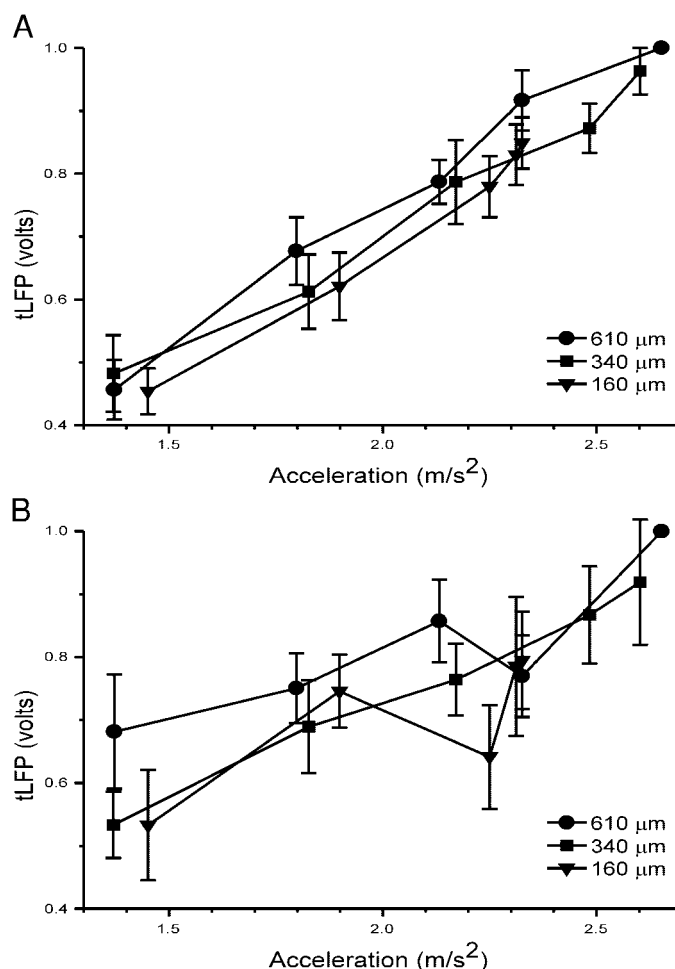 A
1.0
0.8
0.6
0.4
tLFP (volts)
1.5 2.0 2.5
Acceleration (m/s²)
610 μm
340 μm
160 μm
B
1.0
0.8
0.6
0.4
tLFP (volts)
1.5 2.0 2.5
Acceleration (m/s²)
610 μm
340 μm
160 μm